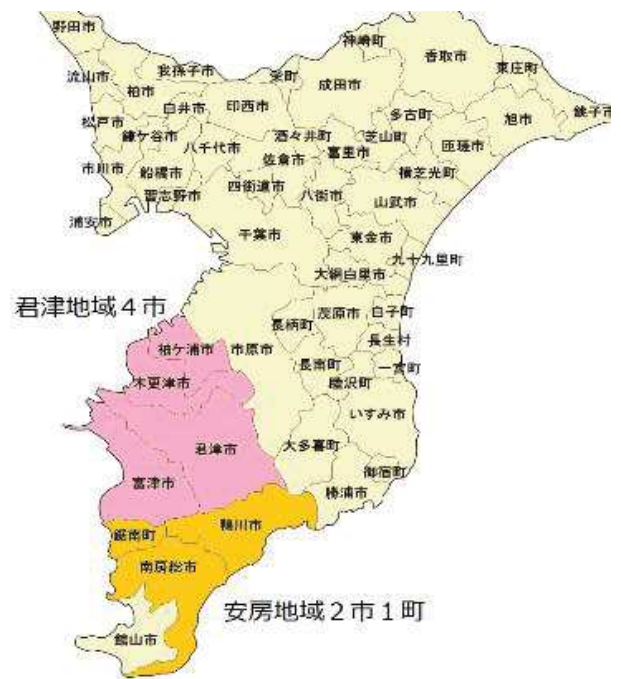 野田市
神崎町
香取市
東庄町
流山市
我孫子市
栄町
成田市
柏市
白井市
印西市
多古町
旭市
銚子市
松戸市
鎌ケ谷市
八千代市
酒々井町
芝山町
匝瑳市
佐倉市
富里市
市川市
船橋市
四街道市
八街市
横芝光町
習志野市
山武市
浦安市
千葉市
東金市
九十九里町
大網白里市
君津地域4市
長柄町
茂原市
白子町
袖ケ浦市
市原市
長生村
木更津市
長南町
一宮町
睦沢町
いすみ市
君津市
大多喜町
富津市
御宿町
勝浦市
鋸南町
鴨川市
南房総市
安房地域2市1町
館山市